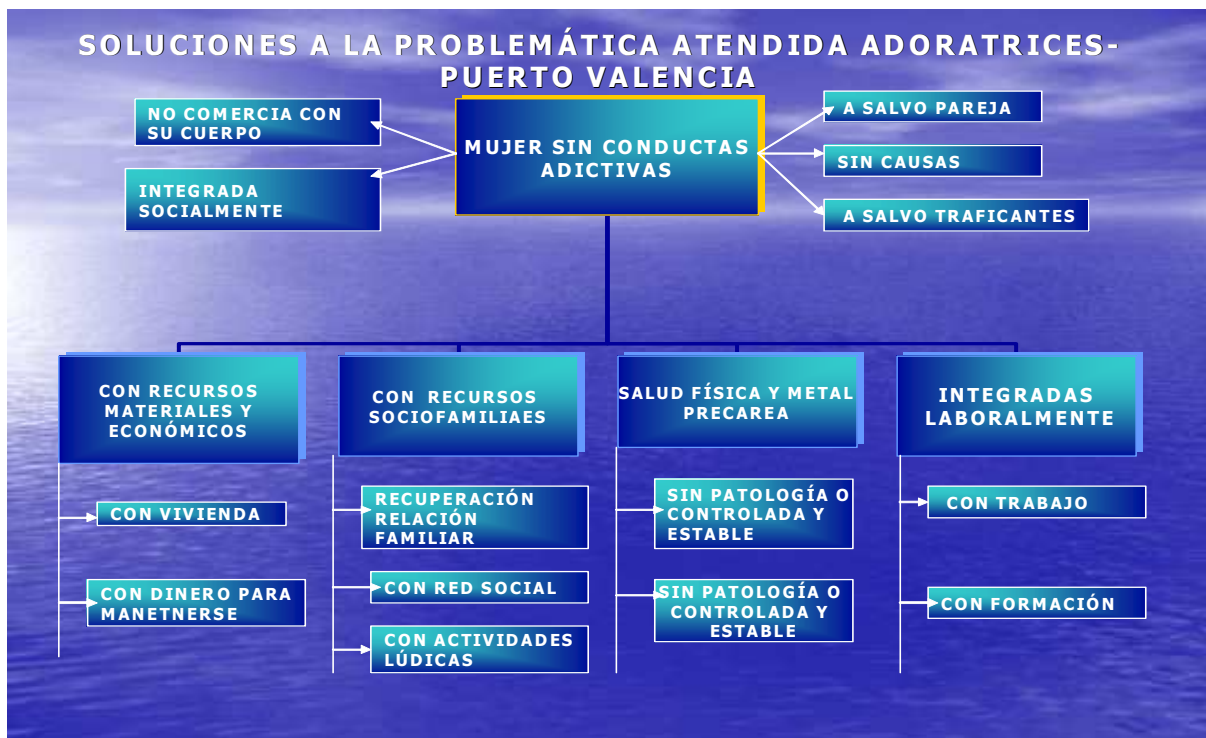 SOLUCIONES A LA PROBLEMÁTICA ATENDIDA ADORATRICES-
PUERTO VALENCIA
NO COMERCIA CON
SU CUERPO
INTEGRADA
SOCIALMENTE
MUJER SIN CONDUCTAS
ADICTIVAS
A SALVO PAREJA
SIN CAUSAS
A SALVO TRAFICANTES
CON RECURSOS
MATERIALES Y
ECONÓMICOS
CON VIVIENDA
CON DINERO PARA
MANETNERSE
CON RECURSOS
SOCIOFAMILIAES
RECUPERACIÓN
RELACIÓN
FAMILIAR
CON RED SOCIAL
CON ACTIVIDADES
LÚDICAS
SALUD FÍSICA Y METAL
PRECAREA
SIN PATOLOGÍA O
CONTROLADA Y
ESTABLE
SIN PATOLOGÍA O
CONTROLADA Y
ESTABLE
INTEGRADAS
LABORALMENTE
CON TRABAJO
CON FORMACIÓN